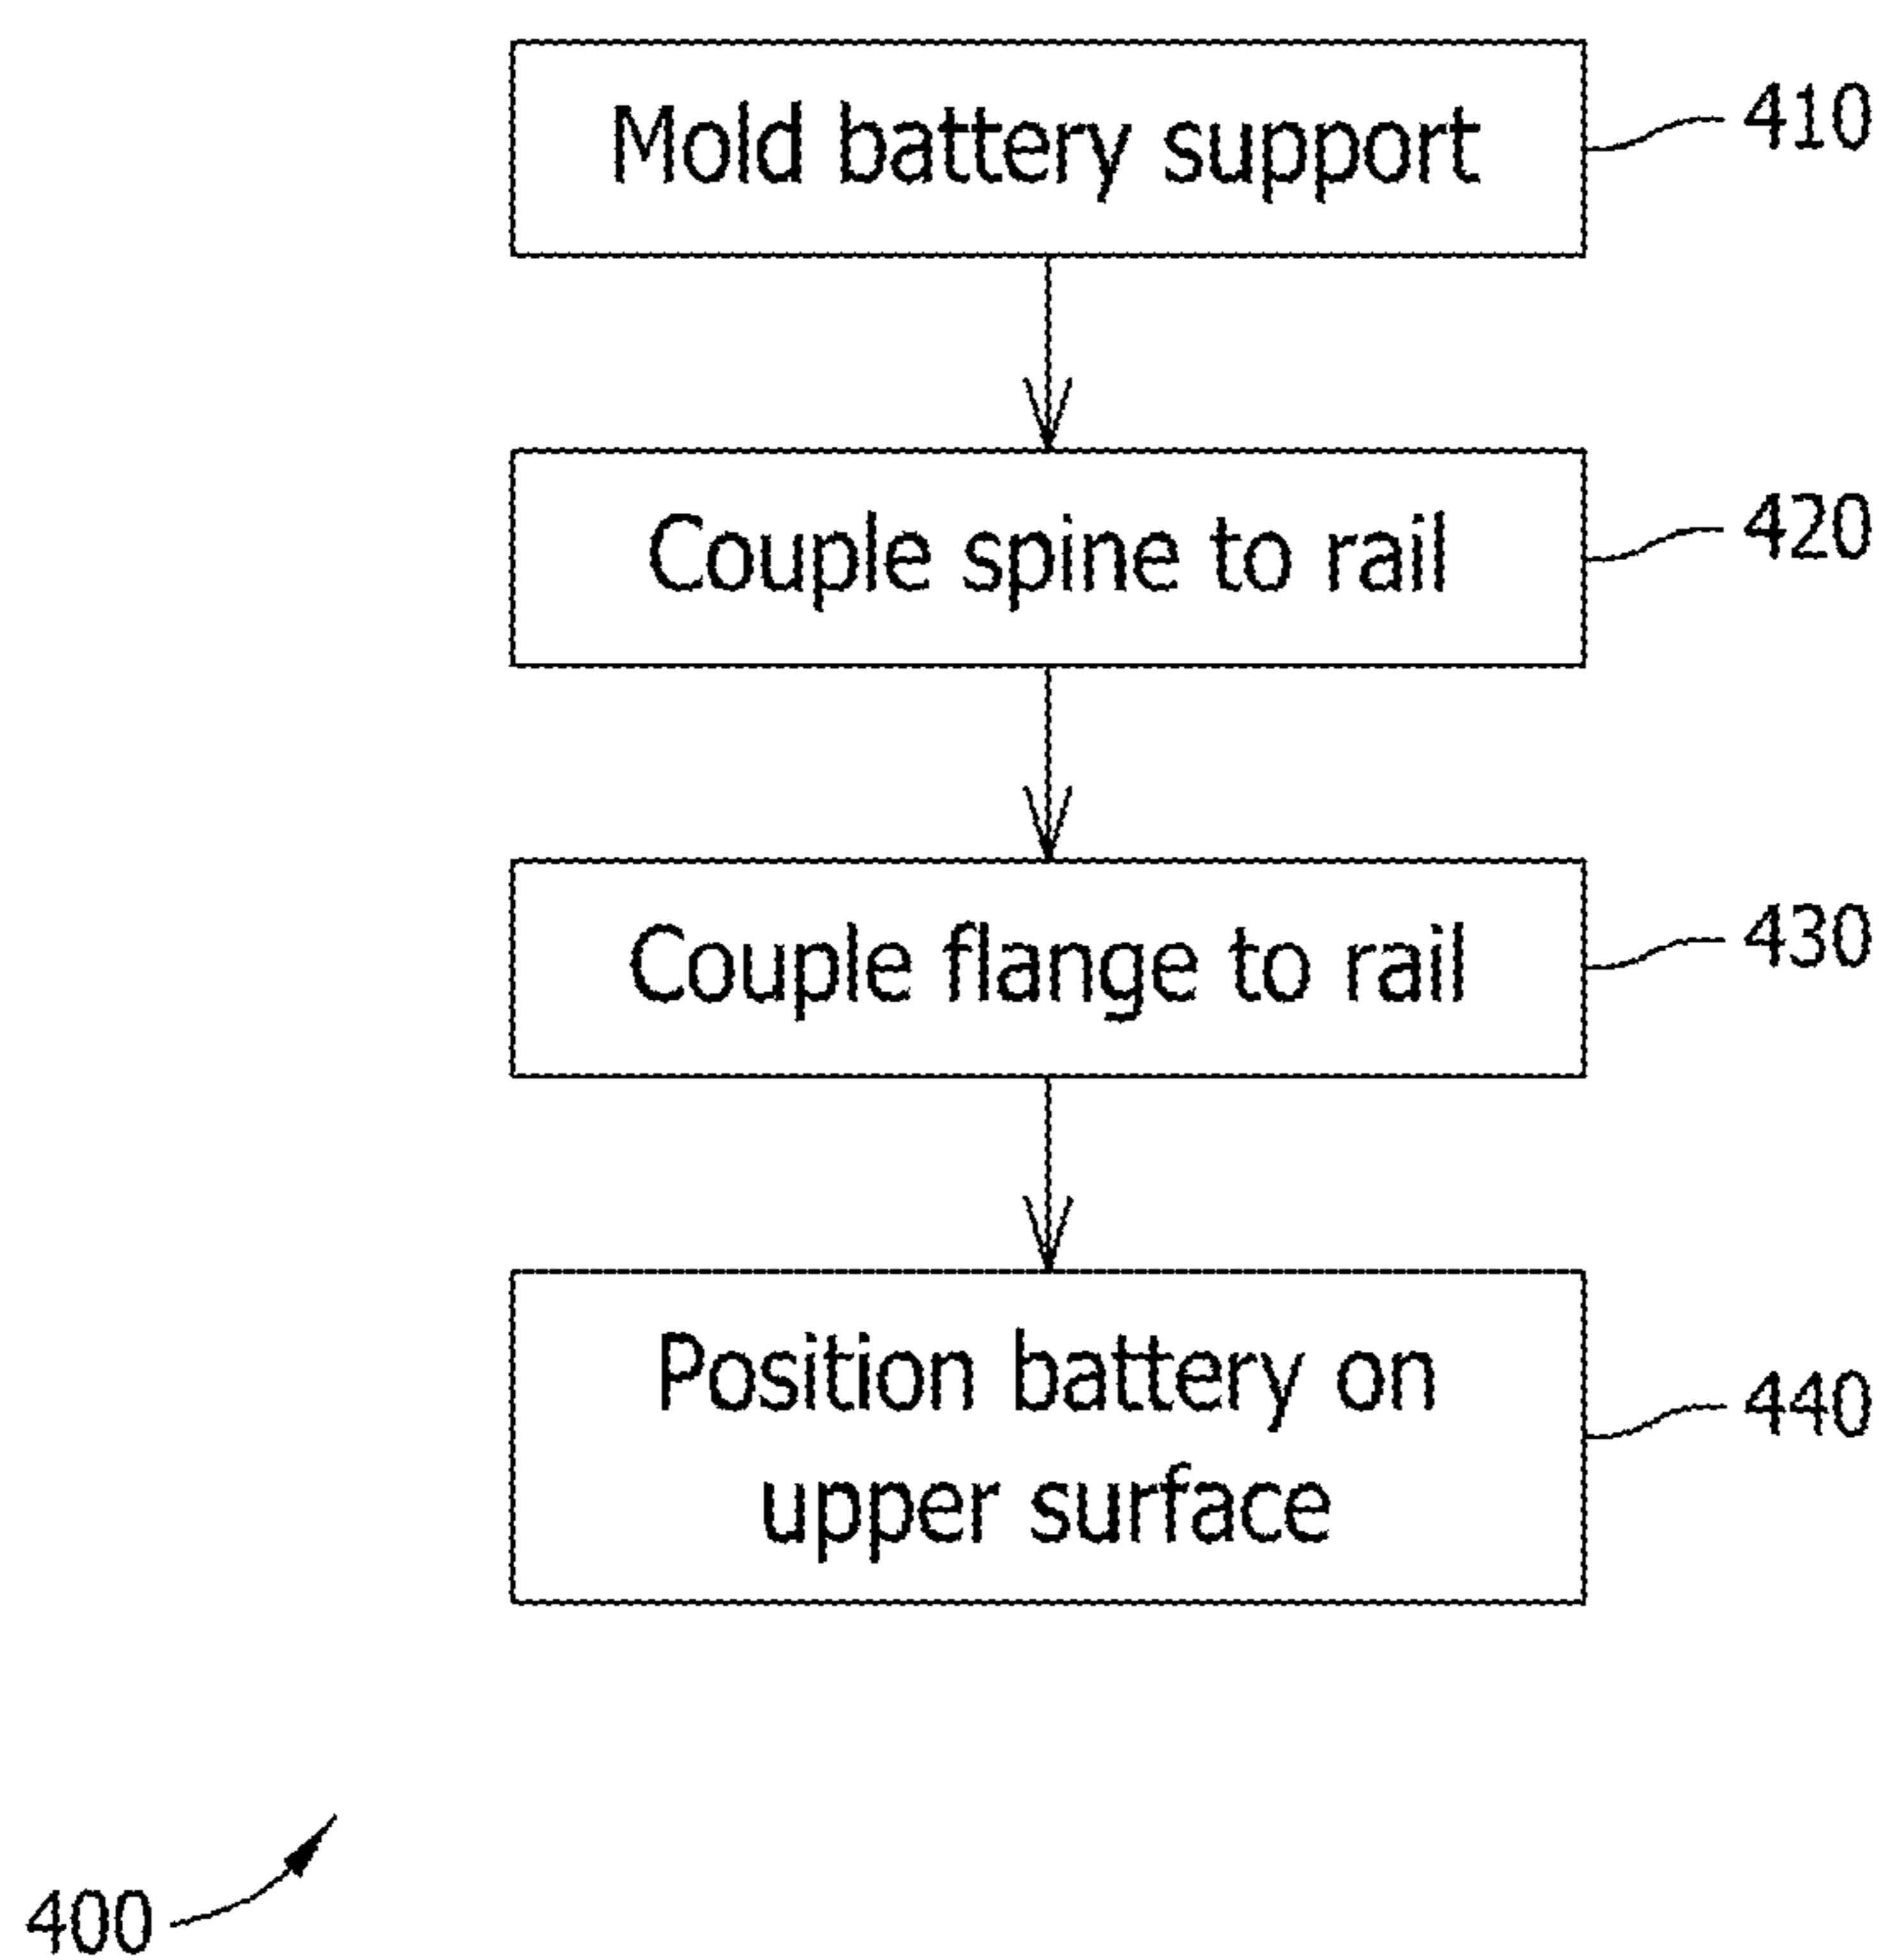 Mold battery support
410
Couple spine to rail
420
Couple flange to rail
430
Position battery on
upper surface
440
400